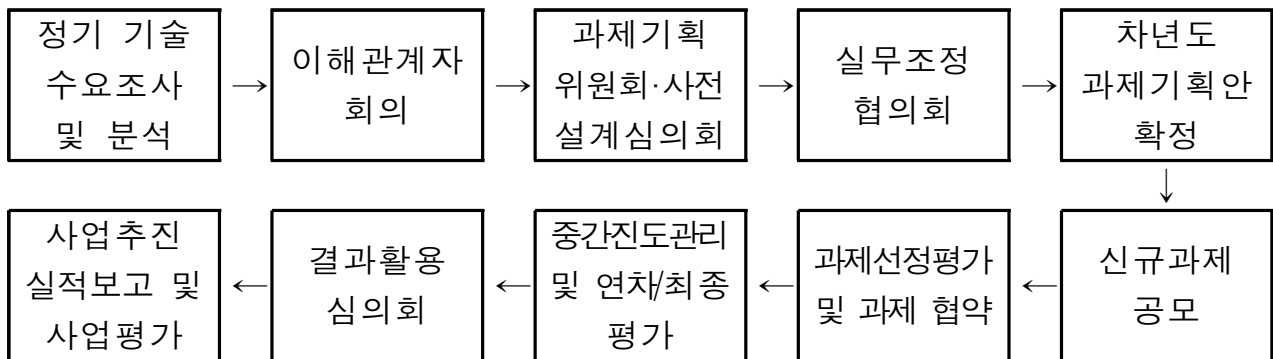 정기 기술
수요조사
및 분석
→
이해관계자
회의
→
과제기획
위원회·사전
설계심의회
→
실무조정
협의회
→
차년도
과제기획안
확정
↓
신규과제
공모
←
과제선정평가
및 과제 협약
←
중간진도관리
및 연차/최종
평가
←
결과활용
심의회
←
사업추진
실적보고 및
사업평가